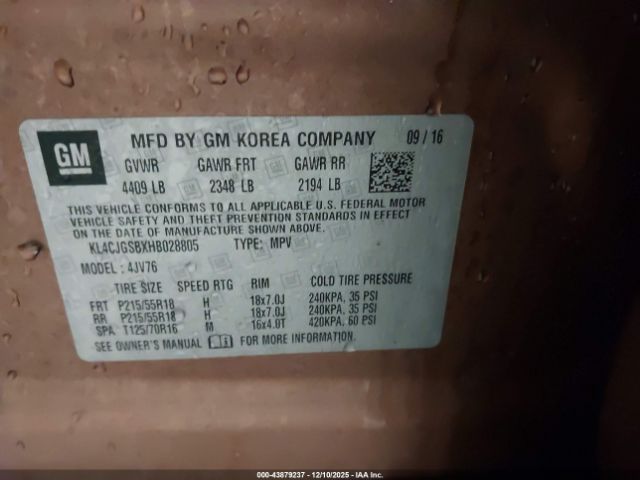 GM
MFD BY GM KOREA COMPANY 09/16
GVWR GAWR FRT GAWR RR
4409 LB 2348 LB 2194 LB
THIS VEHICLE CONFORMS TO ALL APPLICABLE U.S. FEDERAL MOTOR
VEHICLE SAFETY AND THEFT PREVENTION STANDARDS IN EFFECT
ON THE DATE OF MANUFACTURE SHOWN ABOVE.
KL4CJGSBXHB028805 TYPE: MPV
MODEL: 4JV76
TIRE SIZE SPEED RTG RIM COLD TIRE PRESSURE
FRT P215/55R18 H 18x7.0J 240KPA, 35 PSI
RR P215/55R18 H 18x7.0J 240KPA, 35 PSI
SPA T125/70R16 M 16x4.0T 420KPA, 60 PSI
SEE OWNER'S MANUAL FOR MORE INFORMATION.
000-43879237 - 12/10/2025 - IAA Inc.